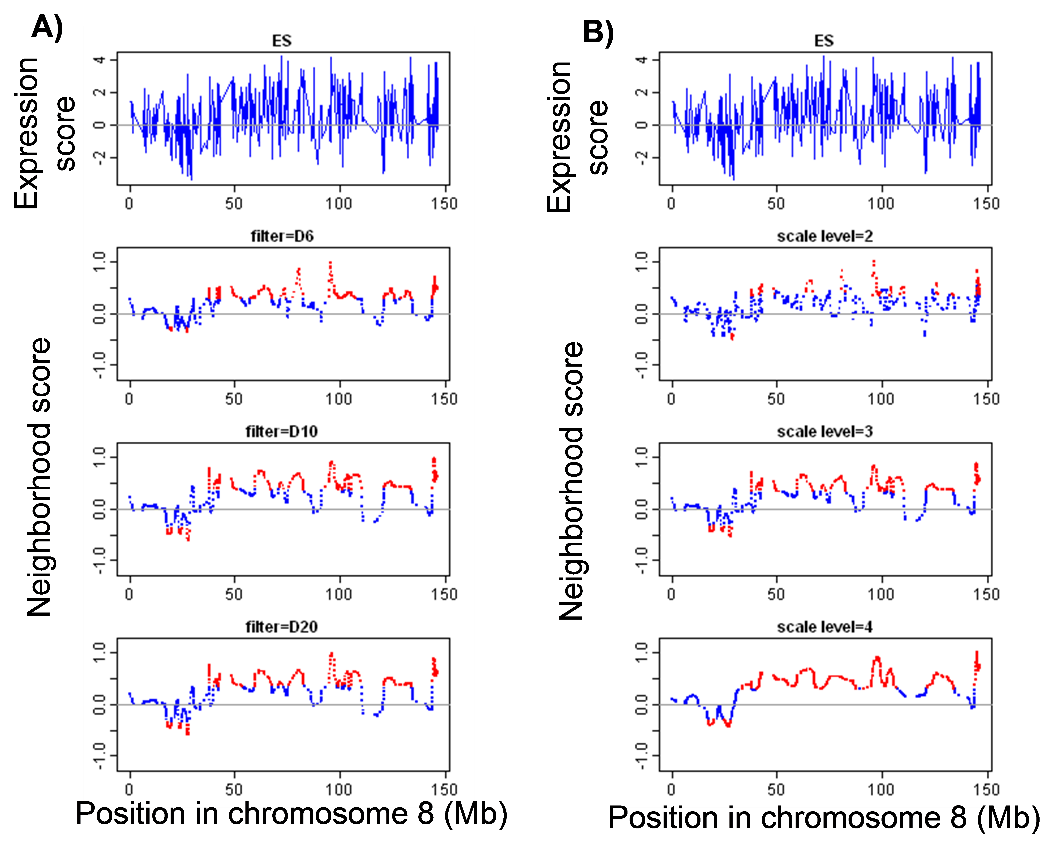 A)
ES
Expression
score
4
2
0
-2
0 50 100 150
filter=D6
1.0
0.0
-1.0
0 50 100 150
Neighborhood score
filter=D10
1.0
0.0
-1.0
0 50 100 150
filter=D20
1.0
0.0
-1.0
0 50 100 150
Position in chromosome 8 (Mb)
B)
ES
Expression
score
4
2
0
-2
0 50 100 150
scale level=2
1.0
0.0
-1.0
0 50 100 150
Neighborhood score
scale level=3
1.0
0.0
-1.0
0 50 100 150
scale level=4
1.0
0.0
-1.0
0 50 100 150
Position in chromosome 8 (Mb)